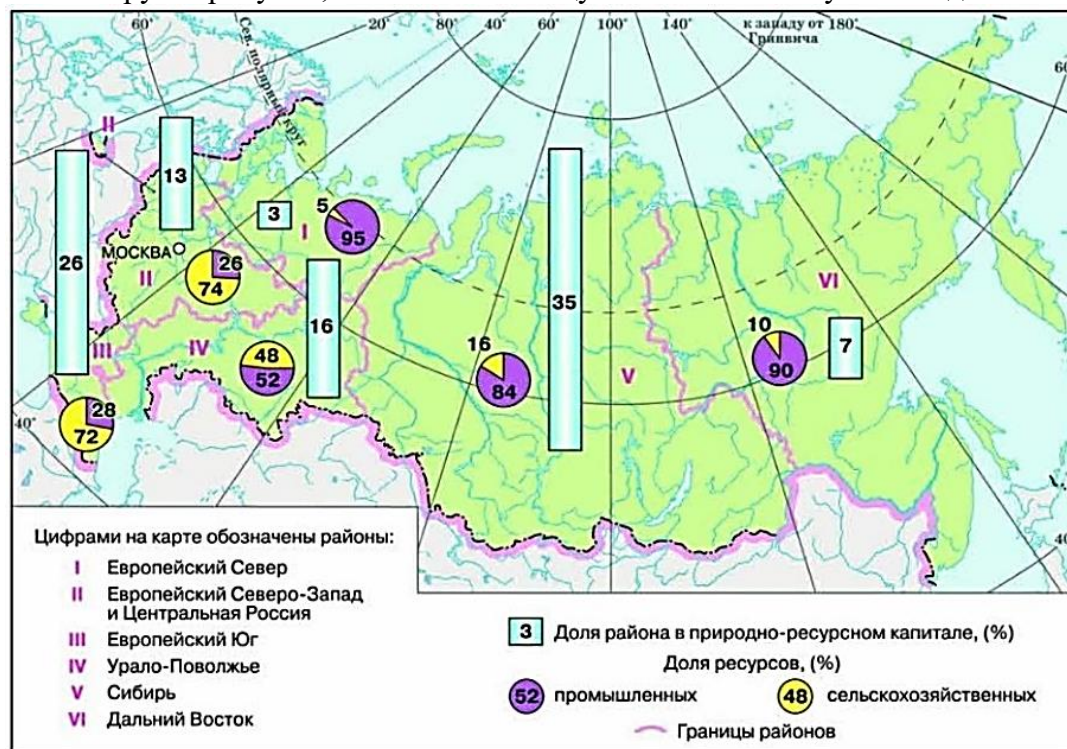 60°
20°
20°
60°
100°
140°
к западу от
Гринвича
180°
60
Сев. полярный круг
II
13
3
I
5
95
26
МОСКВА
II
26
74
16
35
VI
III
IV
48
52
16
84
V
10
90
7
28
72
40°
80°
100°
120°
40
Цифрами на карте обозначены районы:
I Европейский Север
II Европейский Северо-Запад
и Центральная Россия
III Европейский Юг
IV Урало-Поволжье
V Сибирь
VI Дальний Восток
3 Доля района в природно-ресурсном капитале, (%)
Доля ресурсов, (%)
52 промышленных 48 сельскохозяйственных
Границы районов